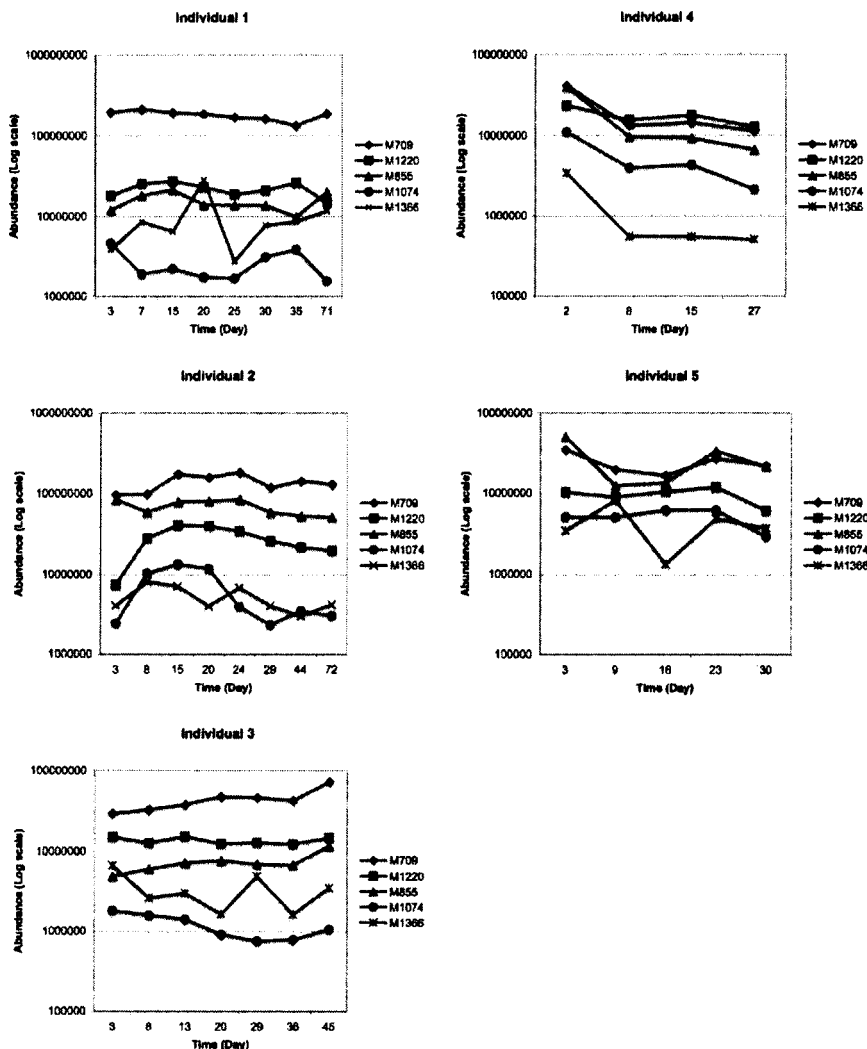 Individual 1
1000000000
100000000
10000000
1000000
Abundance (Log scale)
3 7 15 20 25 30 35 71
Time (Day)
M709
M1220
M855
M1074
M1366
Individual 4
100000000
10000000
1000000
100000
Abundance (Log scale)
2 8 15 27
Time (Day)
M709
M1220
M855
M1074
M1366
Individual 2
1000000000
100000000
10000000
1000000
Abundance (Log scale)
3 8 15 20 24 29 44 72
Time (Day)
M709
M1220
M855
M1074
M1366
Individual 5
100000000
10000000
1000000
100000
Abundance (Log scale)
3 9 16 23 30
Time (Day)
M709
M1220
M855
M1074
M1366
Individual 3
100000000
10000000
1000000
100000
Abundance (Log scale)
3 8 13 20 29 36 45
Time (Day)
M709
M1220
M855
M1074
M1366